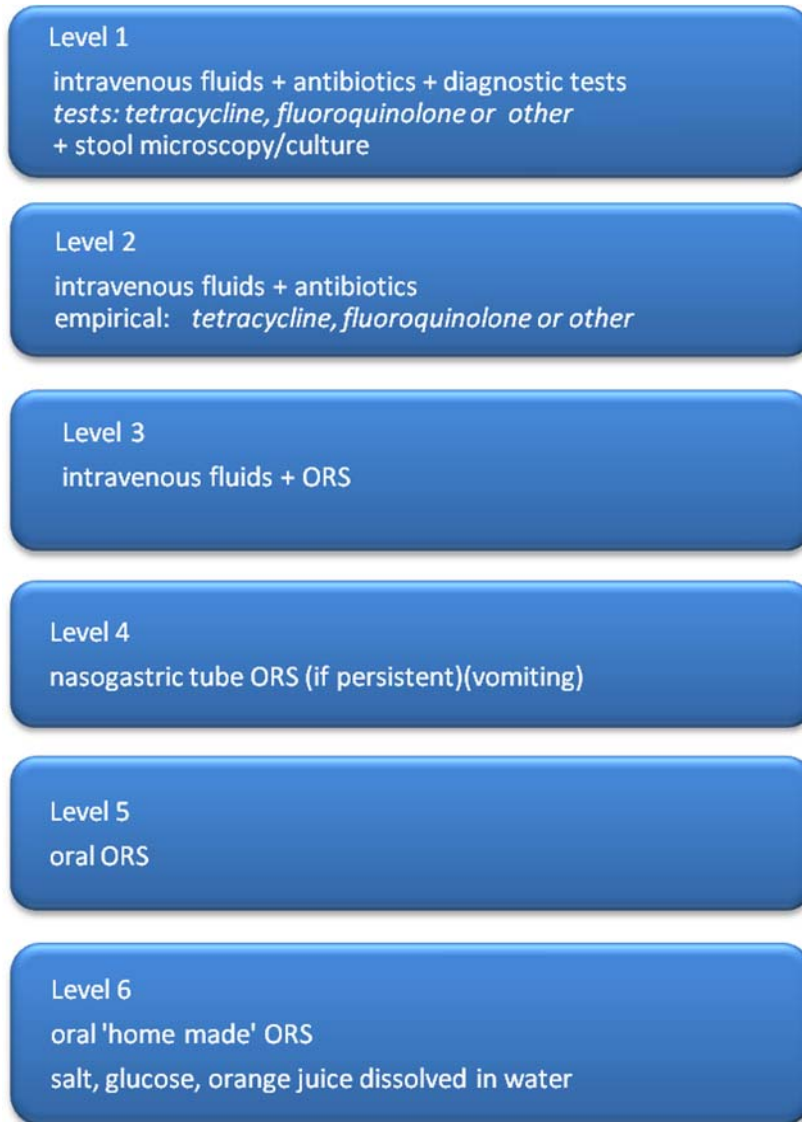 Level 1
intravenous fluids + antibiotics + diagnostic tests
tests: tetracycline, fluoroquinolone or other
+ stool microscopy/culture
Level 2
intravenous fluids + antibiotics
empirical: tetracycline, fluoroquinolone or other
Level 3
intravenous fluids + ORS
Level 4
nasogastric tube ORS (if persistent)(vomiting)
Level 5
oral ORS
Level 6
oral 'home made' ORS
salt, glucose, orange juice dissolved in water